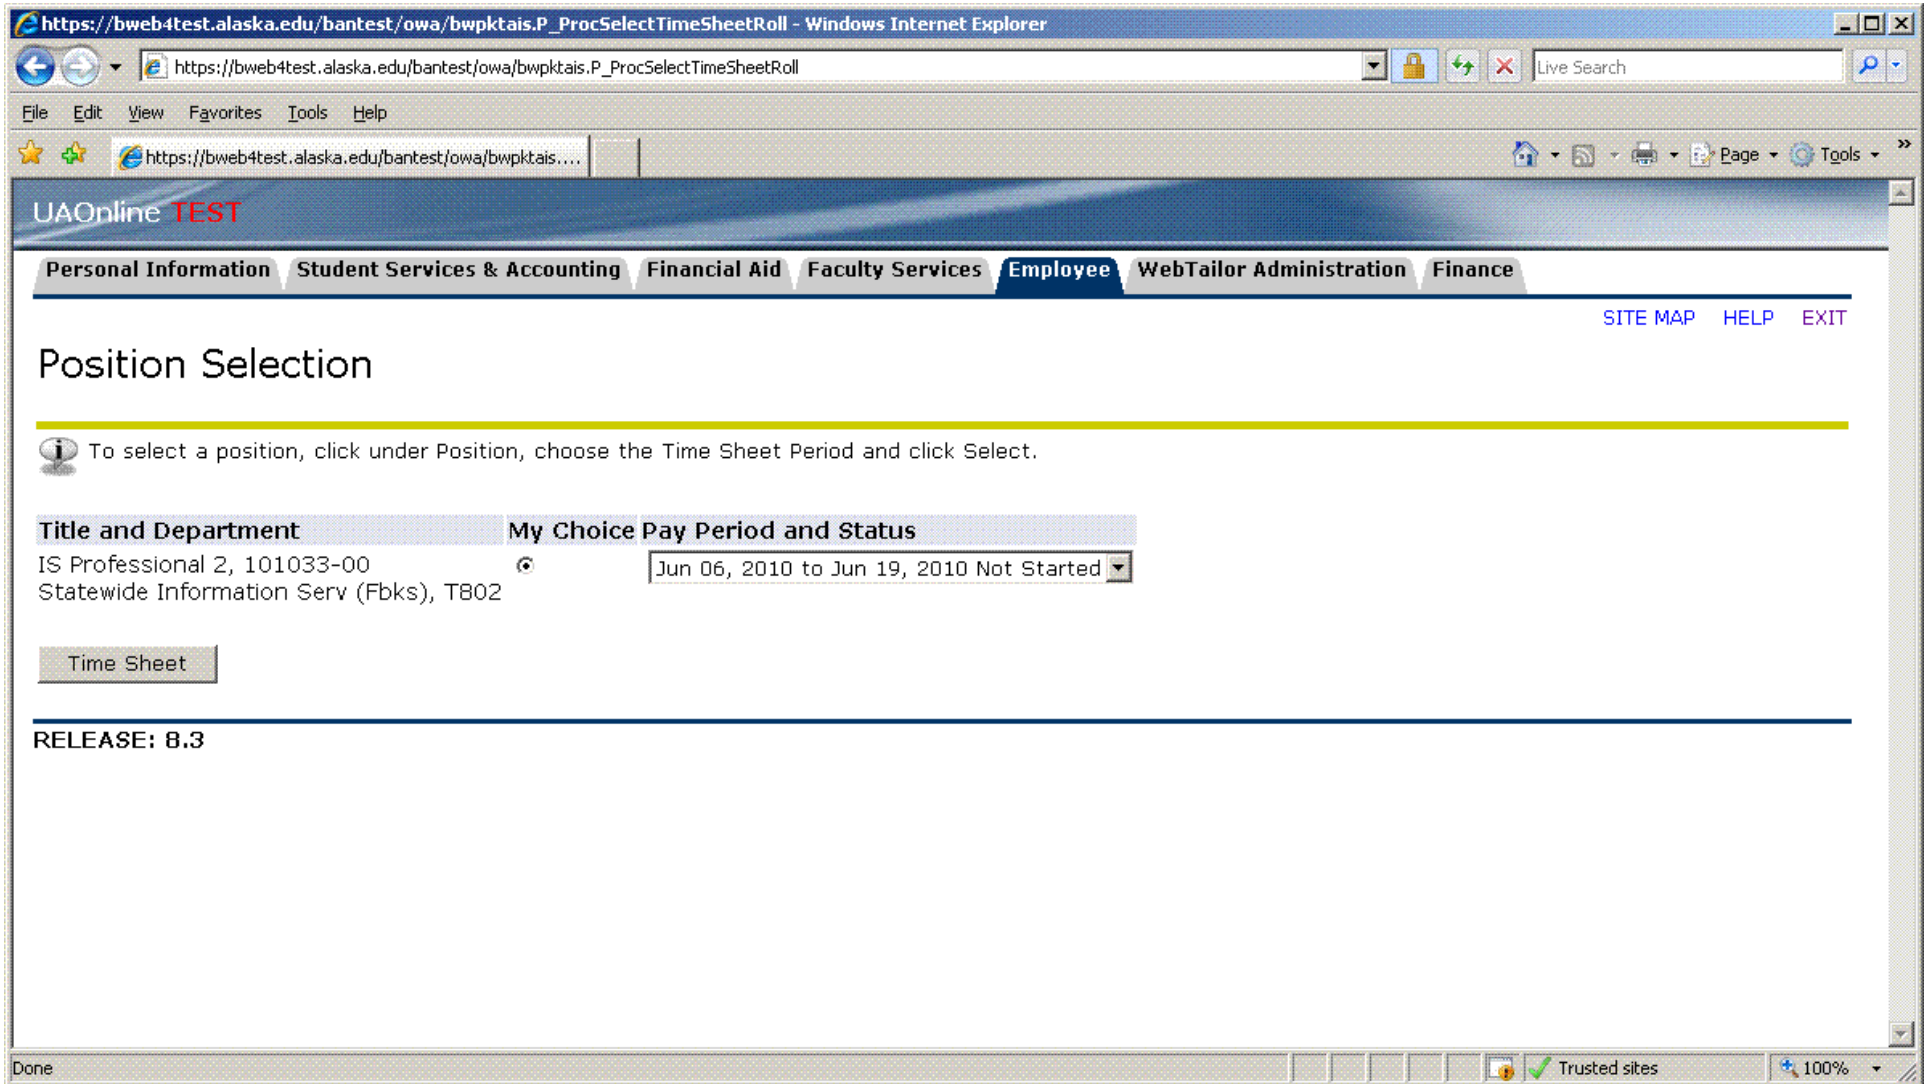 https://bweb4test.alaska.edu/bantest/owa/bwpktais.P_ProcSelectTimeSheetRoll - Windows Internet Explorer
https://bweb4test.alaska.edu/bantest/owa/bwpktais.P_ProcSelectTimeSheetRoll
Live Search
File Edit View Favorites Tools Help
https://bweb4test.alaska.edu/bantest/owa/bwpktais....
Page Tools »
UAOnline TEST
Personal Information Student Services & Accounting Financial Aid Faculty Services Employee WebTailor Administration Finance
SITE MAP HELP EXIT
Position Selection
To select a position, click under Position, choose the Time Sheet Period and click Select.
Title and Department My Choice Pay Period and Status
IS Professional 2, 101033-00 Jun 06, 2010 to Jun 19, 2010 Not Started
Statewide Information Serv (Fbks), T802
Time Sheet
RELEASE: 8.3
Done Trusted sites 100%